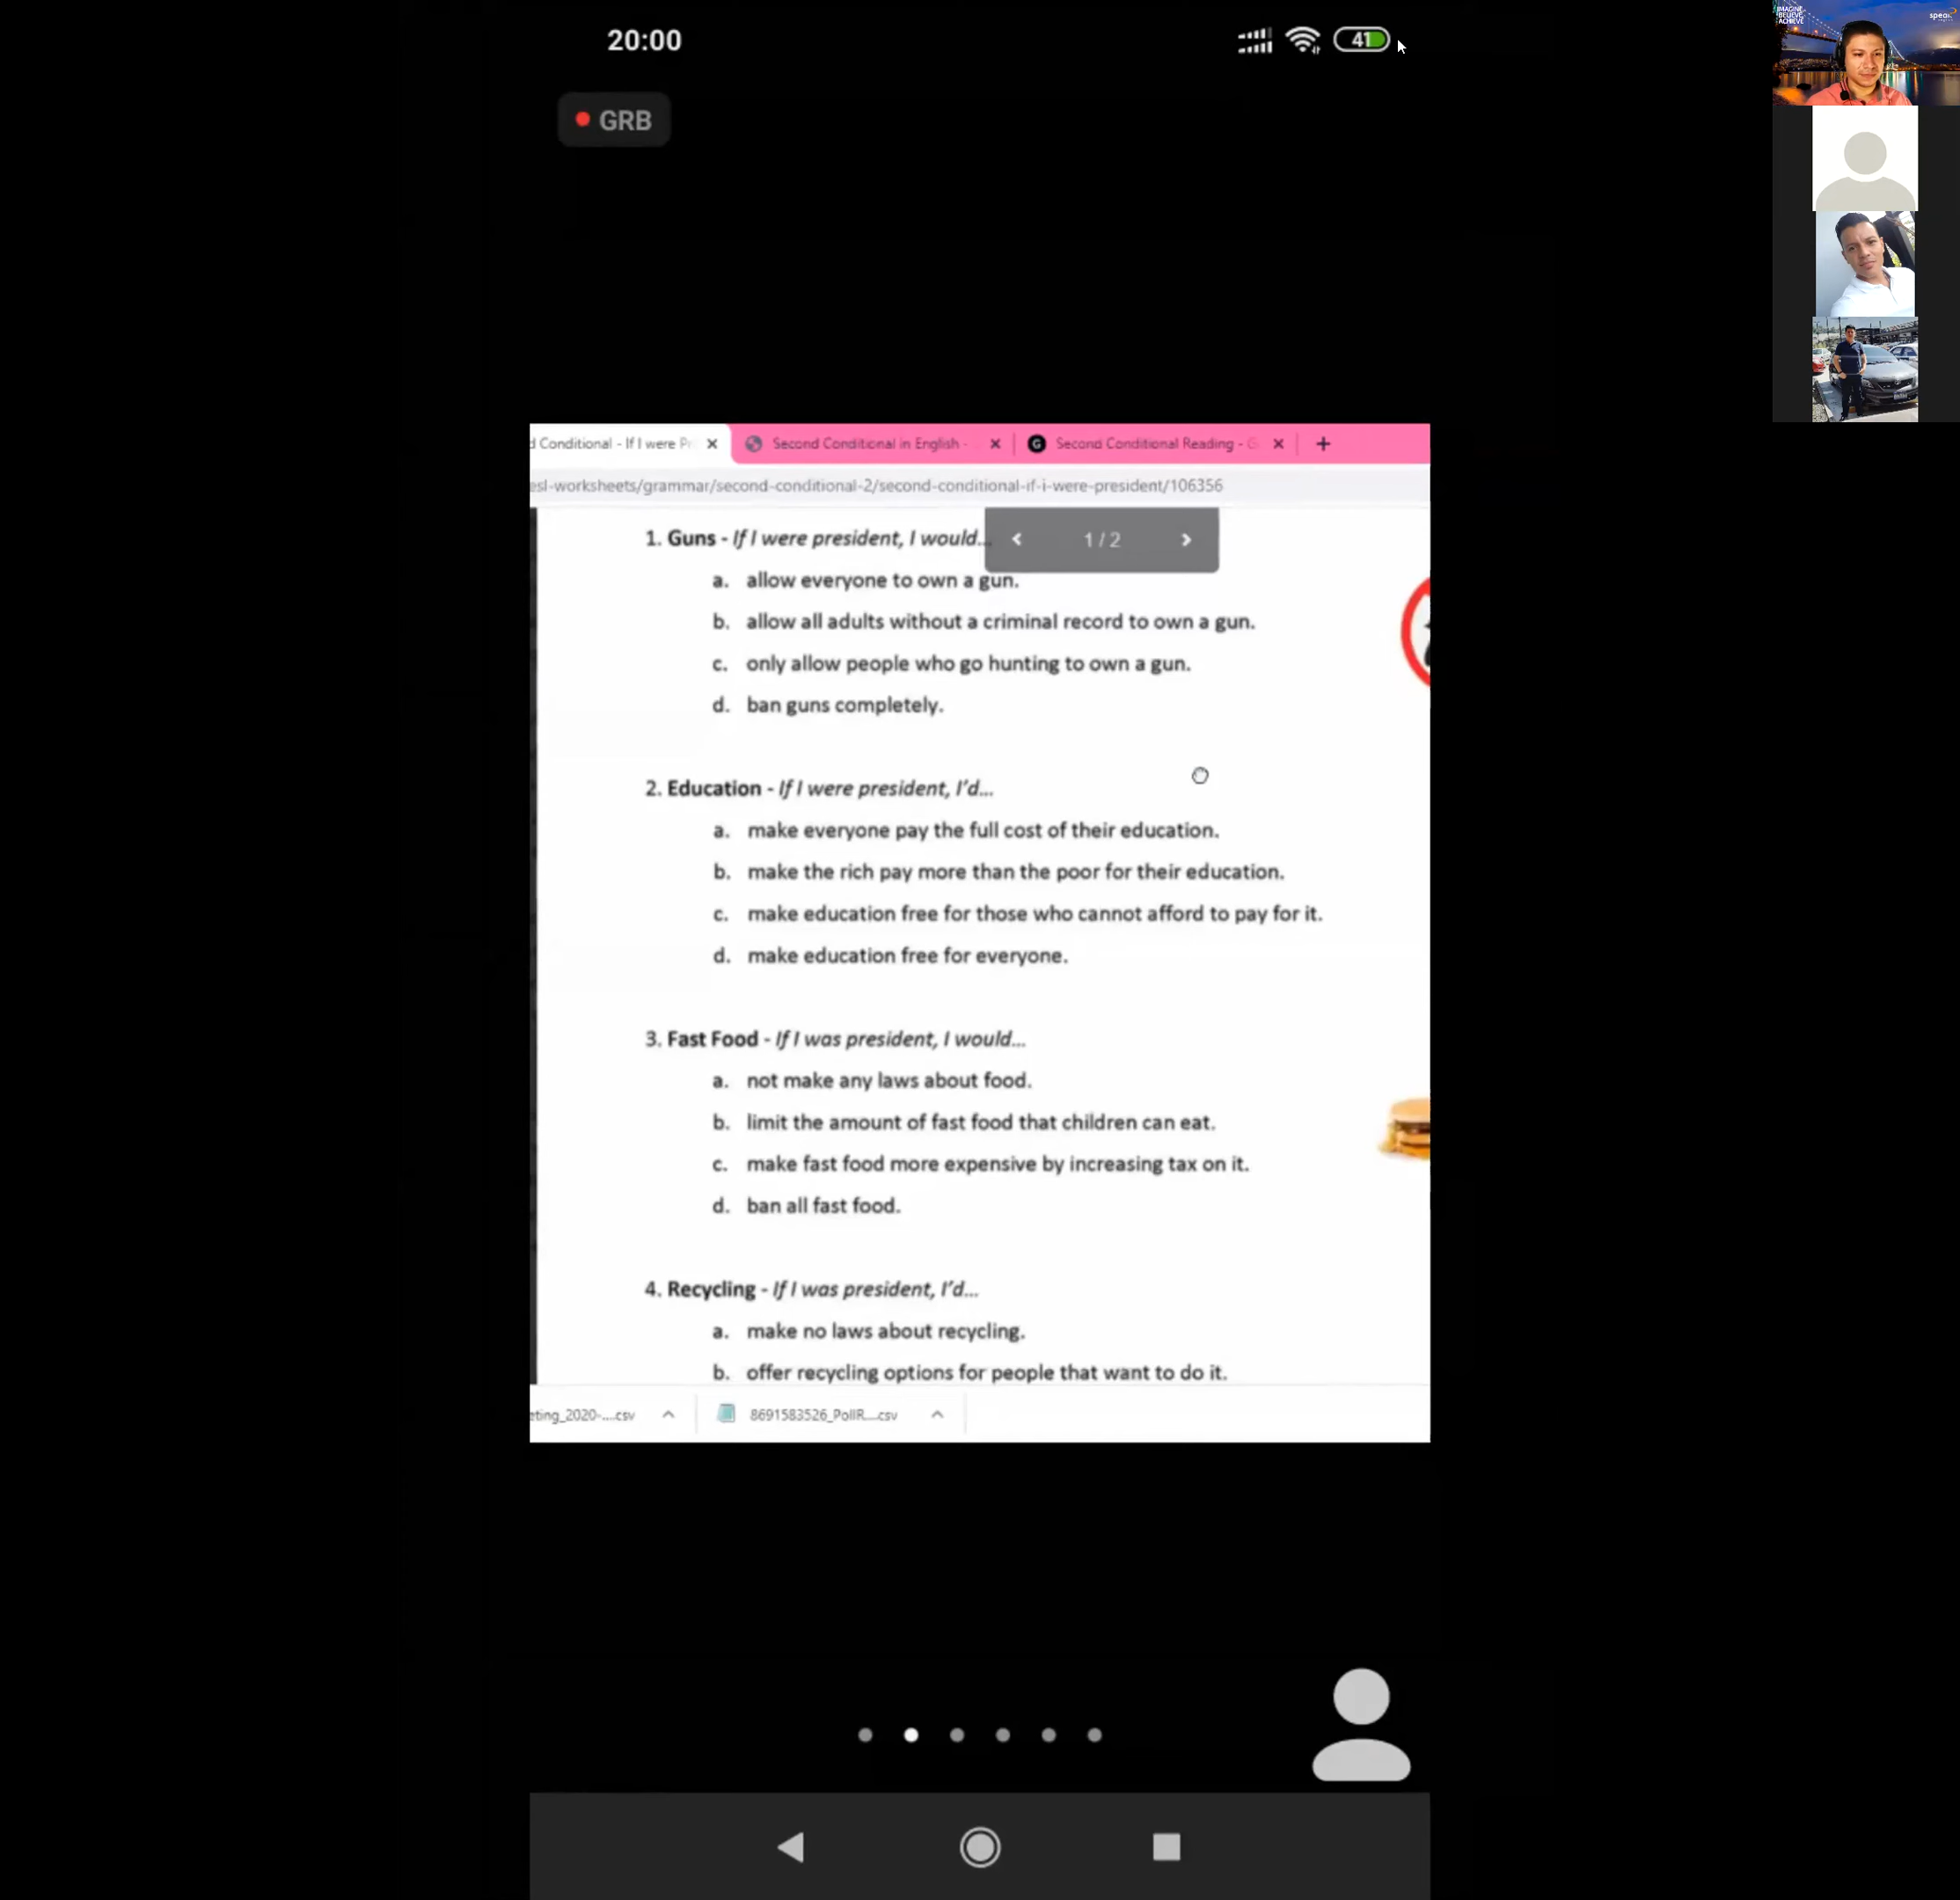 20:00
41
GRB
IMAGINE
BELIEVE
ACHIEVE
d Conditional - If I were Pr
Second Conditional in English -
Second Conditional Reading - G
esl-worksheets/grammar/second-conditional-2/second-conditional-if-i-were-president/106356
1 / 2
1. Guns - If I were president, I would...
a. allow everyone to own a gun.
b. allow all adults without a criminal record to own a gun.
c. only allow people who go hunting to own a gun.
d. ban guns completely.
2. Education - If I were president, I'd...
a. make everyone pay the full cost of their education.
b. make the rich pay more than the poor for their education.
c. make education free for those who cannot afford to pay for it.
d. make education free for everyone.
3. Fast Food - If I was president, I would...
a. not make any laws about food.
b. limit the amount of fast food that children can eat.
c. make fast food more expensive by increasing tax on it.
d. ban all fast food.
4. Recycling - If I was president, I'd...
a. make no laws about recycling.
b. offer recycling options for people that want to do it.
eting_2020-....csv
8691583526_PollR....csv